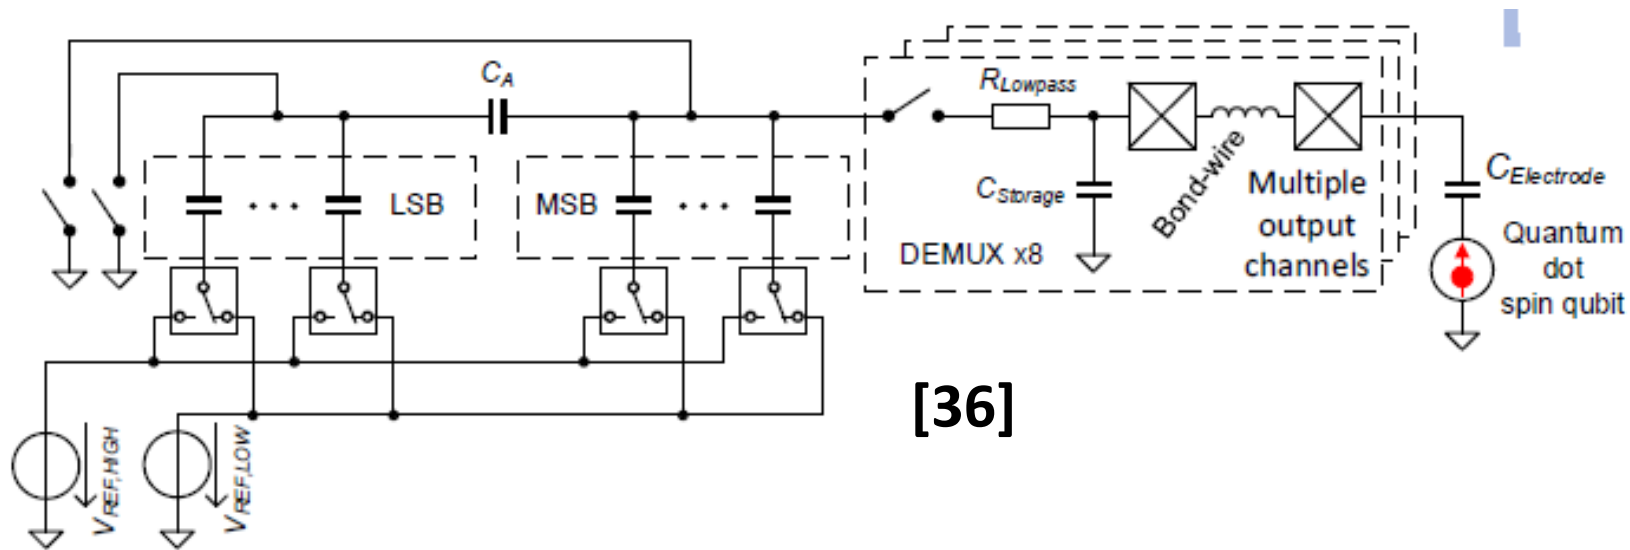 C_A
R_Lowpass
LSB
MSB
C_Storage
Bond-wire
Multiple
output
channels
DEMUX x8
C_Electrode
Quantum
dot
spin qubit
[36]
V_REF,HIGH
V_REF,LOW